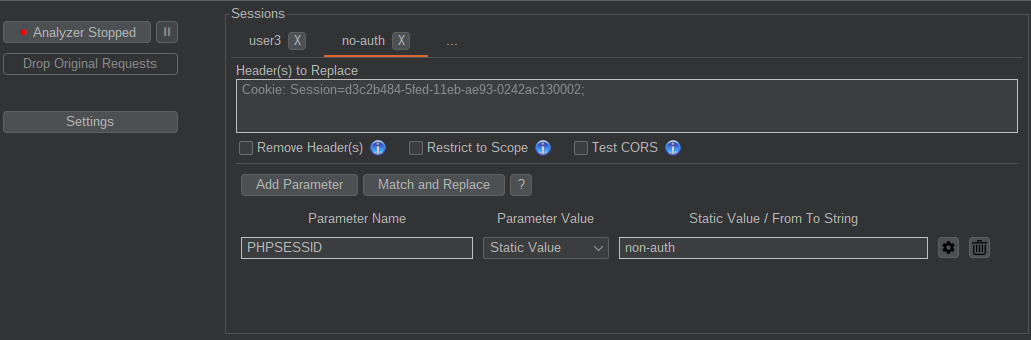 Sessions
Analyzer Stopped
Drop Original Requests
Settings
user3 X no-auth X ...
Header(s) to Replace
Cookie: Session=d3c2b484-5fed-11eb-ae93-0242ac130002;
Remove Header(s) Restrict to Scope Test CORS
Add Parameter Match and Replace ?
Parameter Name Parameter Value Static Value / From To String
PHPSESSID Static Value non-auth